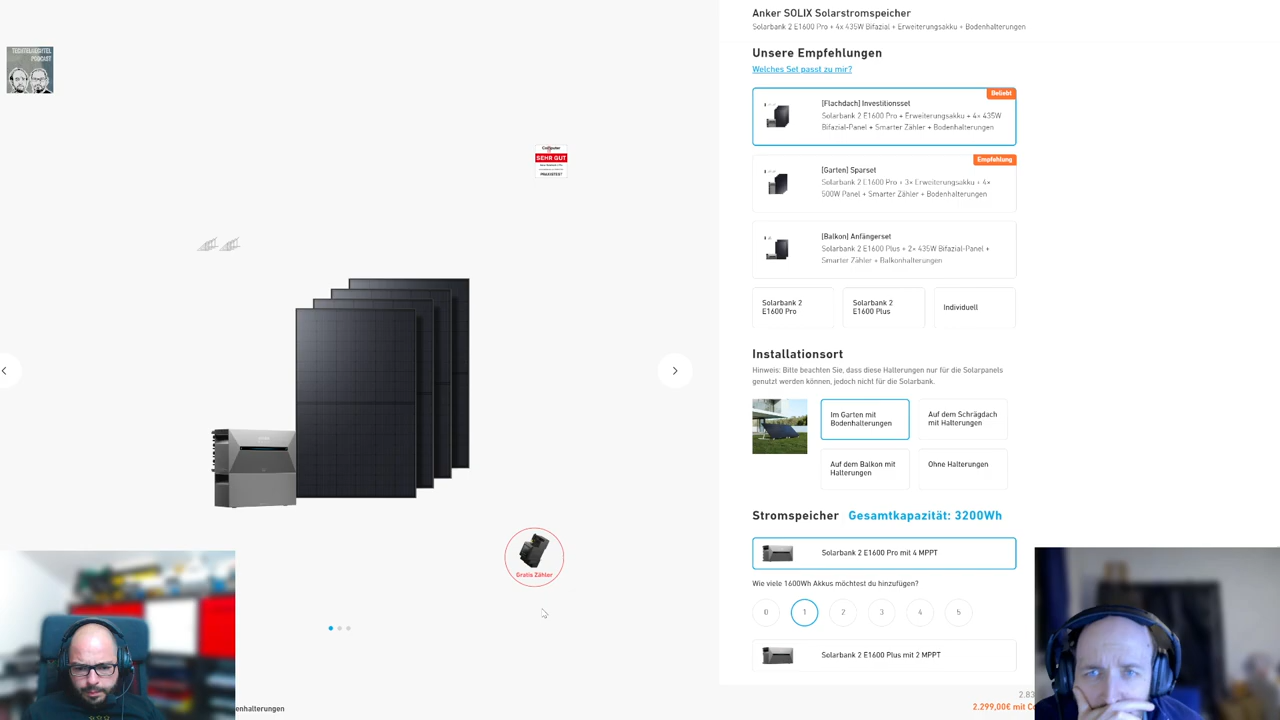 TECHTELMECHTEL
PODCAST
SEHR GUT
PRAXISTEST
Gratis Zähler
enhalterungen
Anker SOLIX Solarstromspeicher
Solarbank 2 E1600 Pro + 4x 435W Bifazial + Erweiterungsakku + Bodenhalterungen
Unsere Empfehlungen
Welches Set passt zu mir?
Beliebt
[Flachdach] Investitionsset
Solarbank 2 E1600 Pro + Erweiterungsakku + 4× 435W
Bifazial-Panel + Smarter Zähler + Bodenhalterungen
Empfehlung
[Garten] Sparset
Solarbank 2 E1600 Pro + 3× Erweiterungsakku + 4×
500W Panel + Smarter Zähler + Bodenhalterungen
[Balkon] Anfängerset
Solarbank 2 E1600 Plus + 2× 435W Bifazial-Panel +
Smarter Zähler + Balkonhalterungen
Solarbank 2
E1600 Pro
Solarbank 2
E1600 Plus
Individuell
Installationsort
Hinweis: Bitte beachten Sie, dass diese Halterungen nur für die Solarpanels
genutzt werden können, jedoch nicht für die Solarbank.
Im Garten mit
Bodenhalterungen
Auf dem Schrägdach
mit Halterungen
Auf dem Balkon mit
Halterungen
Ohne Halterungen
Stromspeicher Gesamtkapazität: 3200Wh
Solarbank 2 E1600 Pro mit 4 MPPT
Wie viele 1600Wh Akkus möchtest du hinzufügen?
0 1 2 3 4 5
Solarbank 2 E1600 Plus mit 2 MPPT
2.83
2.299,00€ mit Co